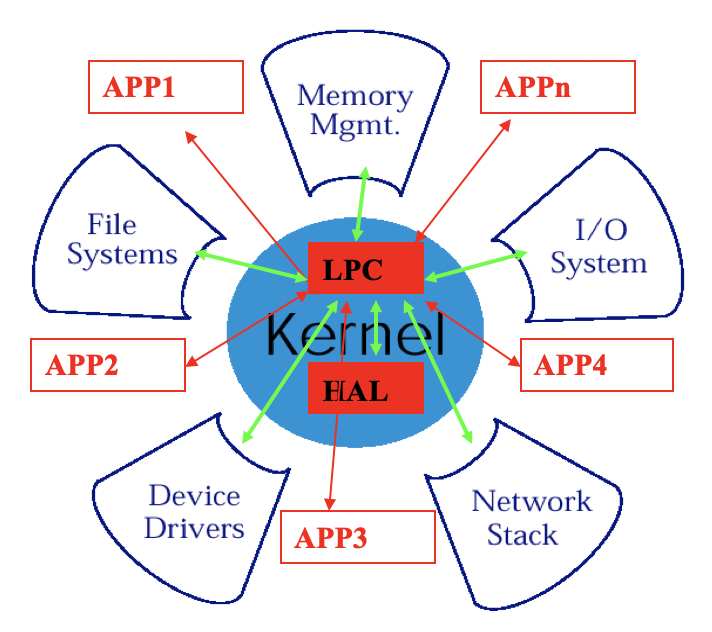 APP1
Memory
Mgmt.
APPn
File
Systems
I/O
System
LPC
Kernel
APP2
HAL
APP4
Device
Drivers
Network
Stack
APP3